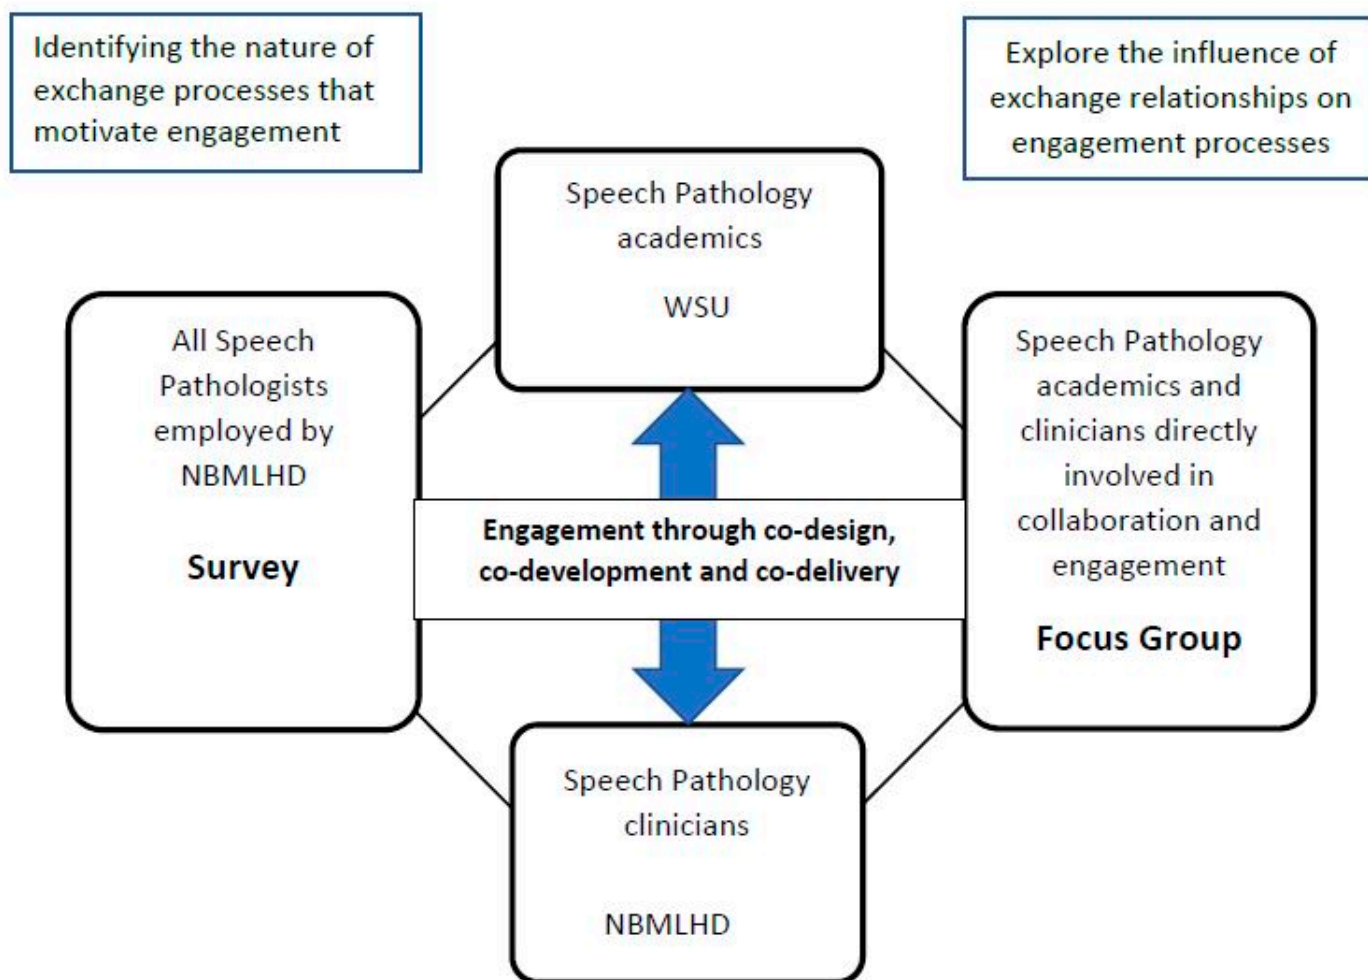 Identifying the nature of
exchange processes that
motivate engagement
Explore the influence of
exchange relationships on
engagement processes
Speech Pathology
academics
WSU
All Speech
Pathologists
employed by
NBMLHD
Survey
Engagement through co-design,
co-development and co-delivery
Speech Pathology
academics and
clinicians directly
involved in
collaboration and
engagement
Focus Group
Speech Pathology
clinicians
NBMLHD